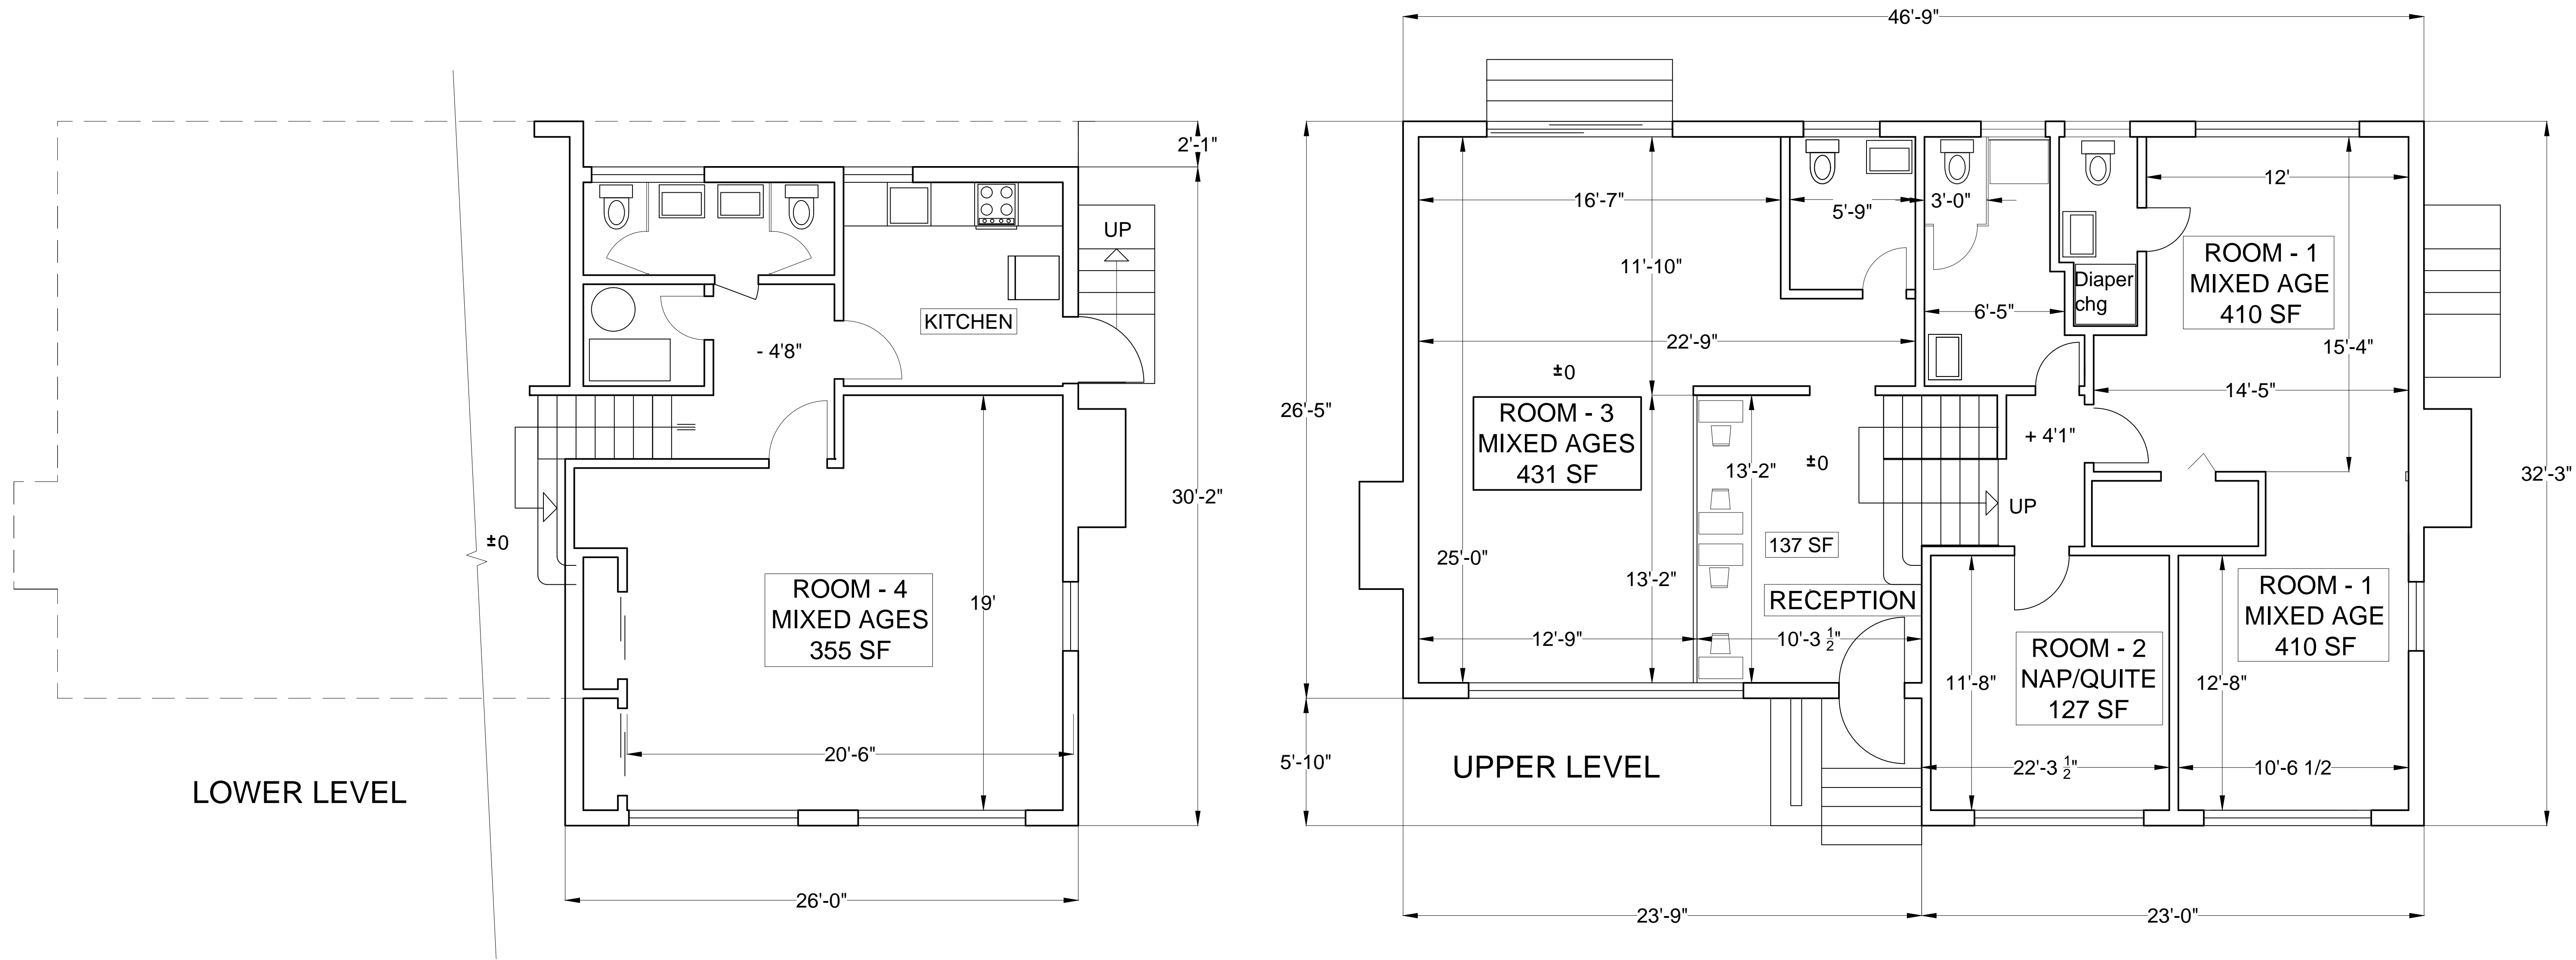 46'-9"
2'-1"
UP
KITCHEN
- 4'8"
±0
ROOM - 4
MIXED AGES
355 SF
19'
20'-6"
30'-2"
26'-0"
LOWER LEVEL
26'-5"
5'-10"
16'-7"
5'-9"
3'-0"
12'
11'-10"
6'-5"
Diaper
chg
ROOM - 1
MIXED AGE
410 SF
22'-9"
±0
15'-4"
14'-5"
ROOM - 3
MIXED AGES
431 SF
13'-2"
±0
+ 4'1"
32'-3"
UP
25'-0"
13'-2"
137 SF
RECEPTION
12'-9"
10'-3 1/2"
ROOM - 1
MIXED AGE
410 SF
ROOM - 2
NAP/QUITE
127 SF
11'-8"
12'-8"
22'-3 1/2"
10'-6 1/2
UPPER LEVEL
23'-9"
23'-0"